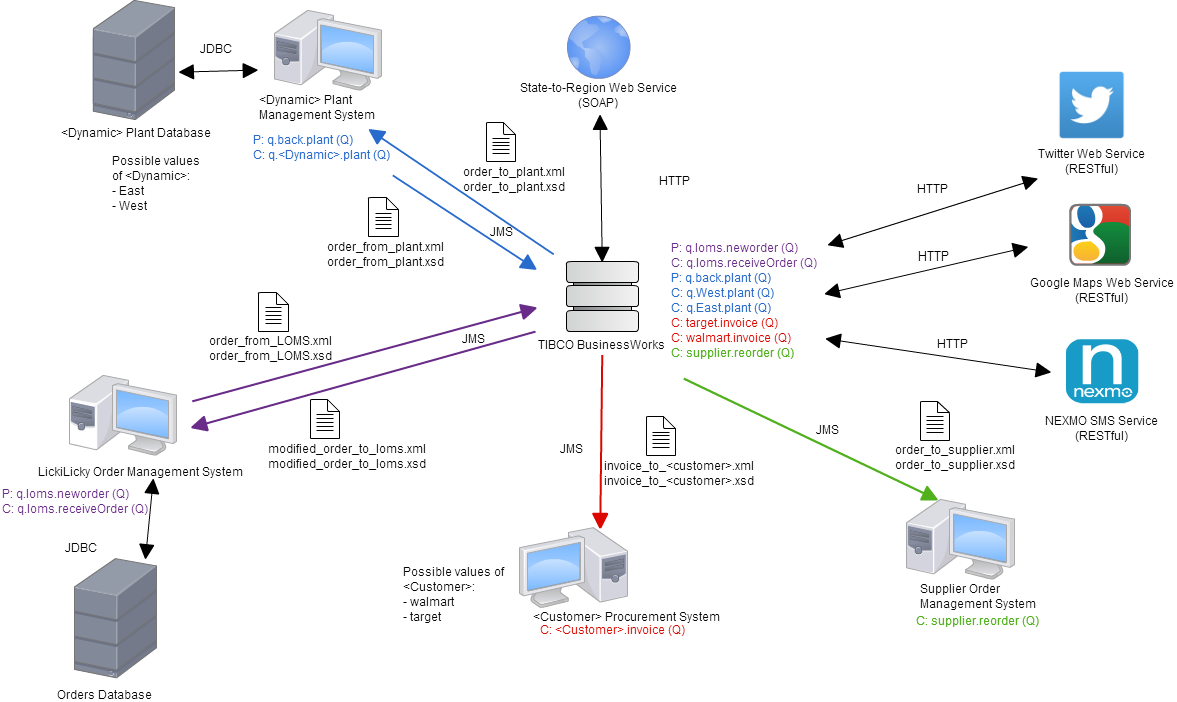 JDBC
<Dynamic> Plant Database
Possible values
of <Dynamic>:
- East
- West
<Dynamic> Plant
Management System
P: q.back.plant (Q)
C: q.<Dynamic>.plant (Q)
order_to_plant.xml
order_to_plant.xsd
order_from_plant.xml
order_from_plant.xsd
JMS
State-to-Region Web Service
(SOAP)
HTTP
Twitter Web Service
(RESTful)
HTTP
Google Maps Web Service
(RESTful)
HTTP
nexmo
NEXMO SMS Service
(RESTful)
HTTP
TIBCO BusinessWorks
P: q.loms.neworder (Q)
C: q.loms.receiveOrder (Q)
P: q.back.plant (Q)
C: q.West.plant (Q)
C: q.East.plant (Q)
C: target.invoice (Q)
C: walmart.invoice (Q)
C: supplier.reorder (Q)
order_from_LOMS.xml
order_from_LOMS.xsd
JMS
modified_order_to_loms.xml
modified_order_to_loms.xsd
LickiLicky Order Management System
P: q.loms.neworder (Q)
C: q.loms.receiveOrder (Q)
JDBC
Orders Database
JMS
invoice_to_<customer>.xml
invoice_to_<customer>.xsd
Possible values of
<Customer>:
- walmart
- target
<Customer> Procurement System
C: <Customer>.invoice (Q)
JMS
order_to_supplier.xml
order_to_supplier.xsd
Supplier Order
Management System
C: supplier.reorder (Q)